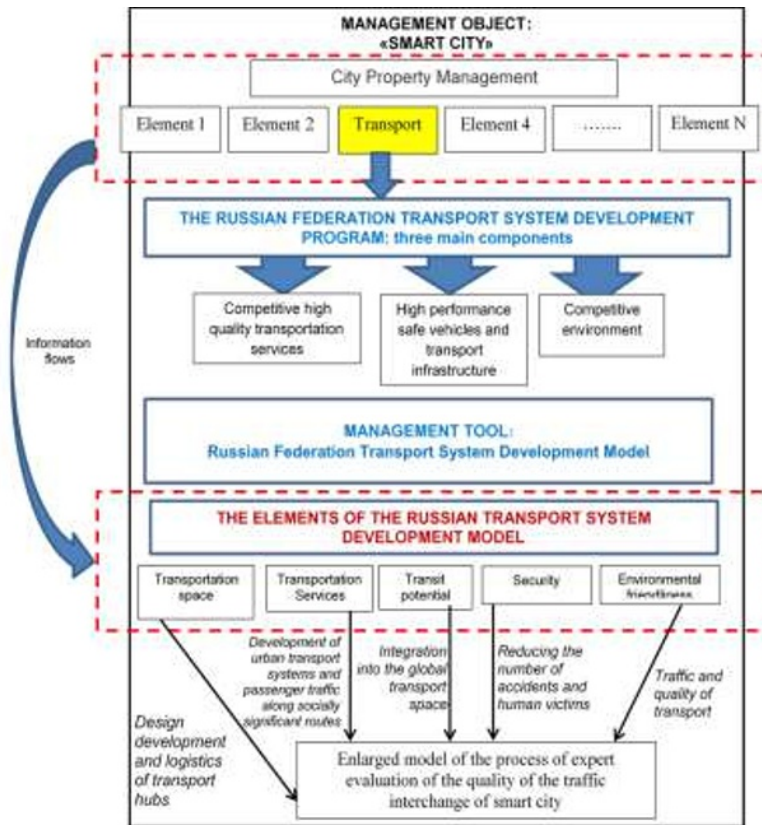 MANAGEMENT OBJECT:
«SMART CITY»
City Property Management
Element 1
Element 2
Transport
Element 4
.......
Element N
THE RUSSIAN FEDERATION TRANSPORT SYSTEM DEVELOPMENT
PROGRAM: three main components
Competitive high
quality transportation
services
High performance
safe vehicles and
transport
infrastructure
Competitive
environment
Information
flows
MANAGEMENT TOOL:
Russian Federation Transport System Development Model
THE ELEMENTS OF THE RUSSIAN TRANSPORT SYSTEM
DEVELOPMENT MODEL
Transportation
space
Transportation
Services
Transit
potential
Security
Environmental
friendliness
Design
development
and logistics
of transport
hubs
Development of
urban transport
systems and
passenger traffic
along socially
significant routes
Integration
into the global
transport
space
Reducing the
number of
accidents and
human victims
Traffic and
quality of
transport
Enlarged model of the process of expert
evaluation of the quality of the traffic
interchange of smart city